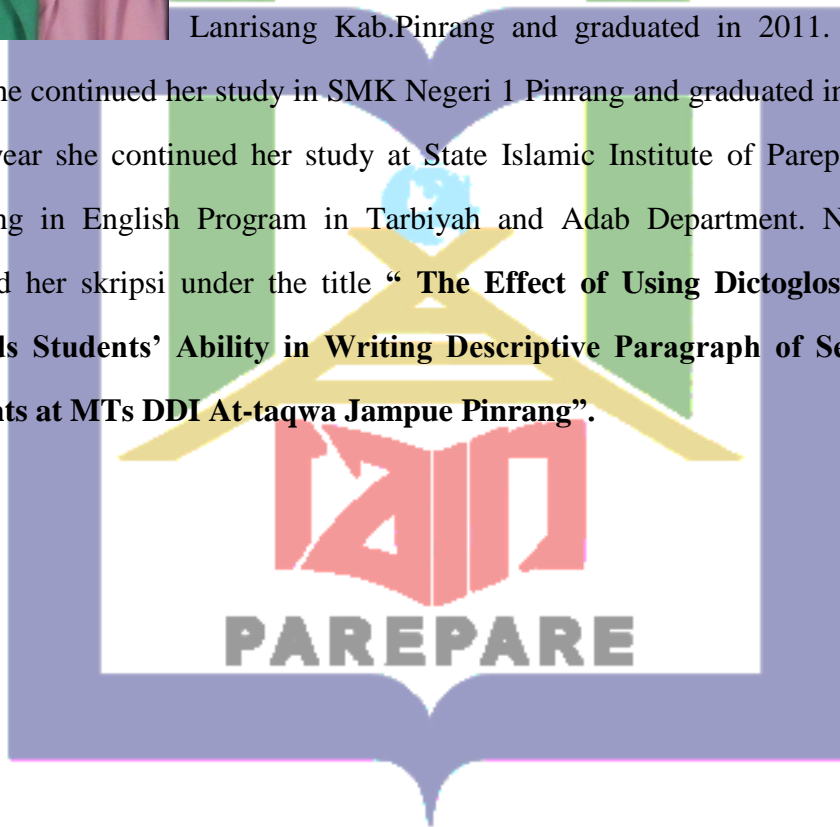 Lanrisang Kab.Pinrang and graduated in 2011.
he continued her study in SMK Negeri 1 Pinrang and graduated in
year she continued her study at State Islamic Institute of Parep
ng in English Program in Tarbiyah and Adab Department. N
d her skripsi under the title “ The Effect of Using Dictoglos
ls Students’ Ability in Writing Descriptive Paragraph of Se
nts at MTs DDI At-taqwa Jampue Pinrang”.
iain
PAREPARE